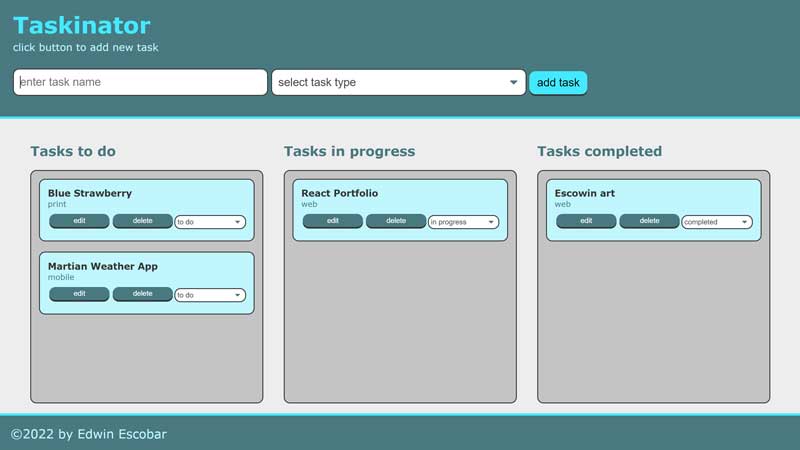 Taskinator
click button to add new task
enter task name
select task type
add task
Tasks to do
Blue Strawberry
print
edit
delete
to do
Martian Weather App
mobile
edit
delete
to do
Tasks in progress
React Portfolio
web
edit
delete
in progress
Tasks completed
Escowin art
web
edit
delete
completed
©2022 by Edwin Escobar